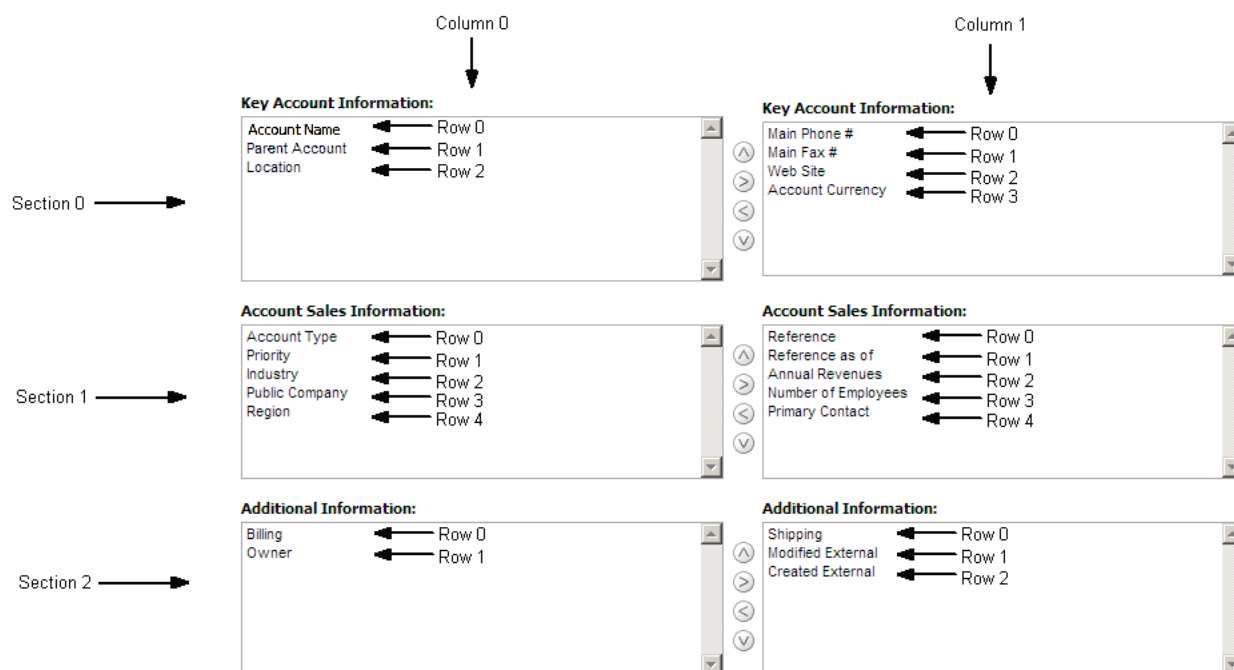 Column 0
Column 1
Key Account Information:
Account Name Row 0
Parent Account Row 1
Location Row 2
Key Account Information:
Main Phone # Row 0
Main Fax # Row 1
Web Site Row 2
Account Currency Row 3
Section 0
Account Sales Information:
Account Type Row 0
Priority Row 1
Industry Row 2
Public Company Row 3
Region Row 4
Account Sales Information:
Reference Row 0
Reference as of Row 1
Annual Revenues Row 2
Number of Employees Row 3
Primary Contact Row 4
Section 1
Additional Information:
Billing Row 0
Owner Row 1
Additional Information:
Shipping Row 0
Modified External Row 1
Created External Row 2
Section 2